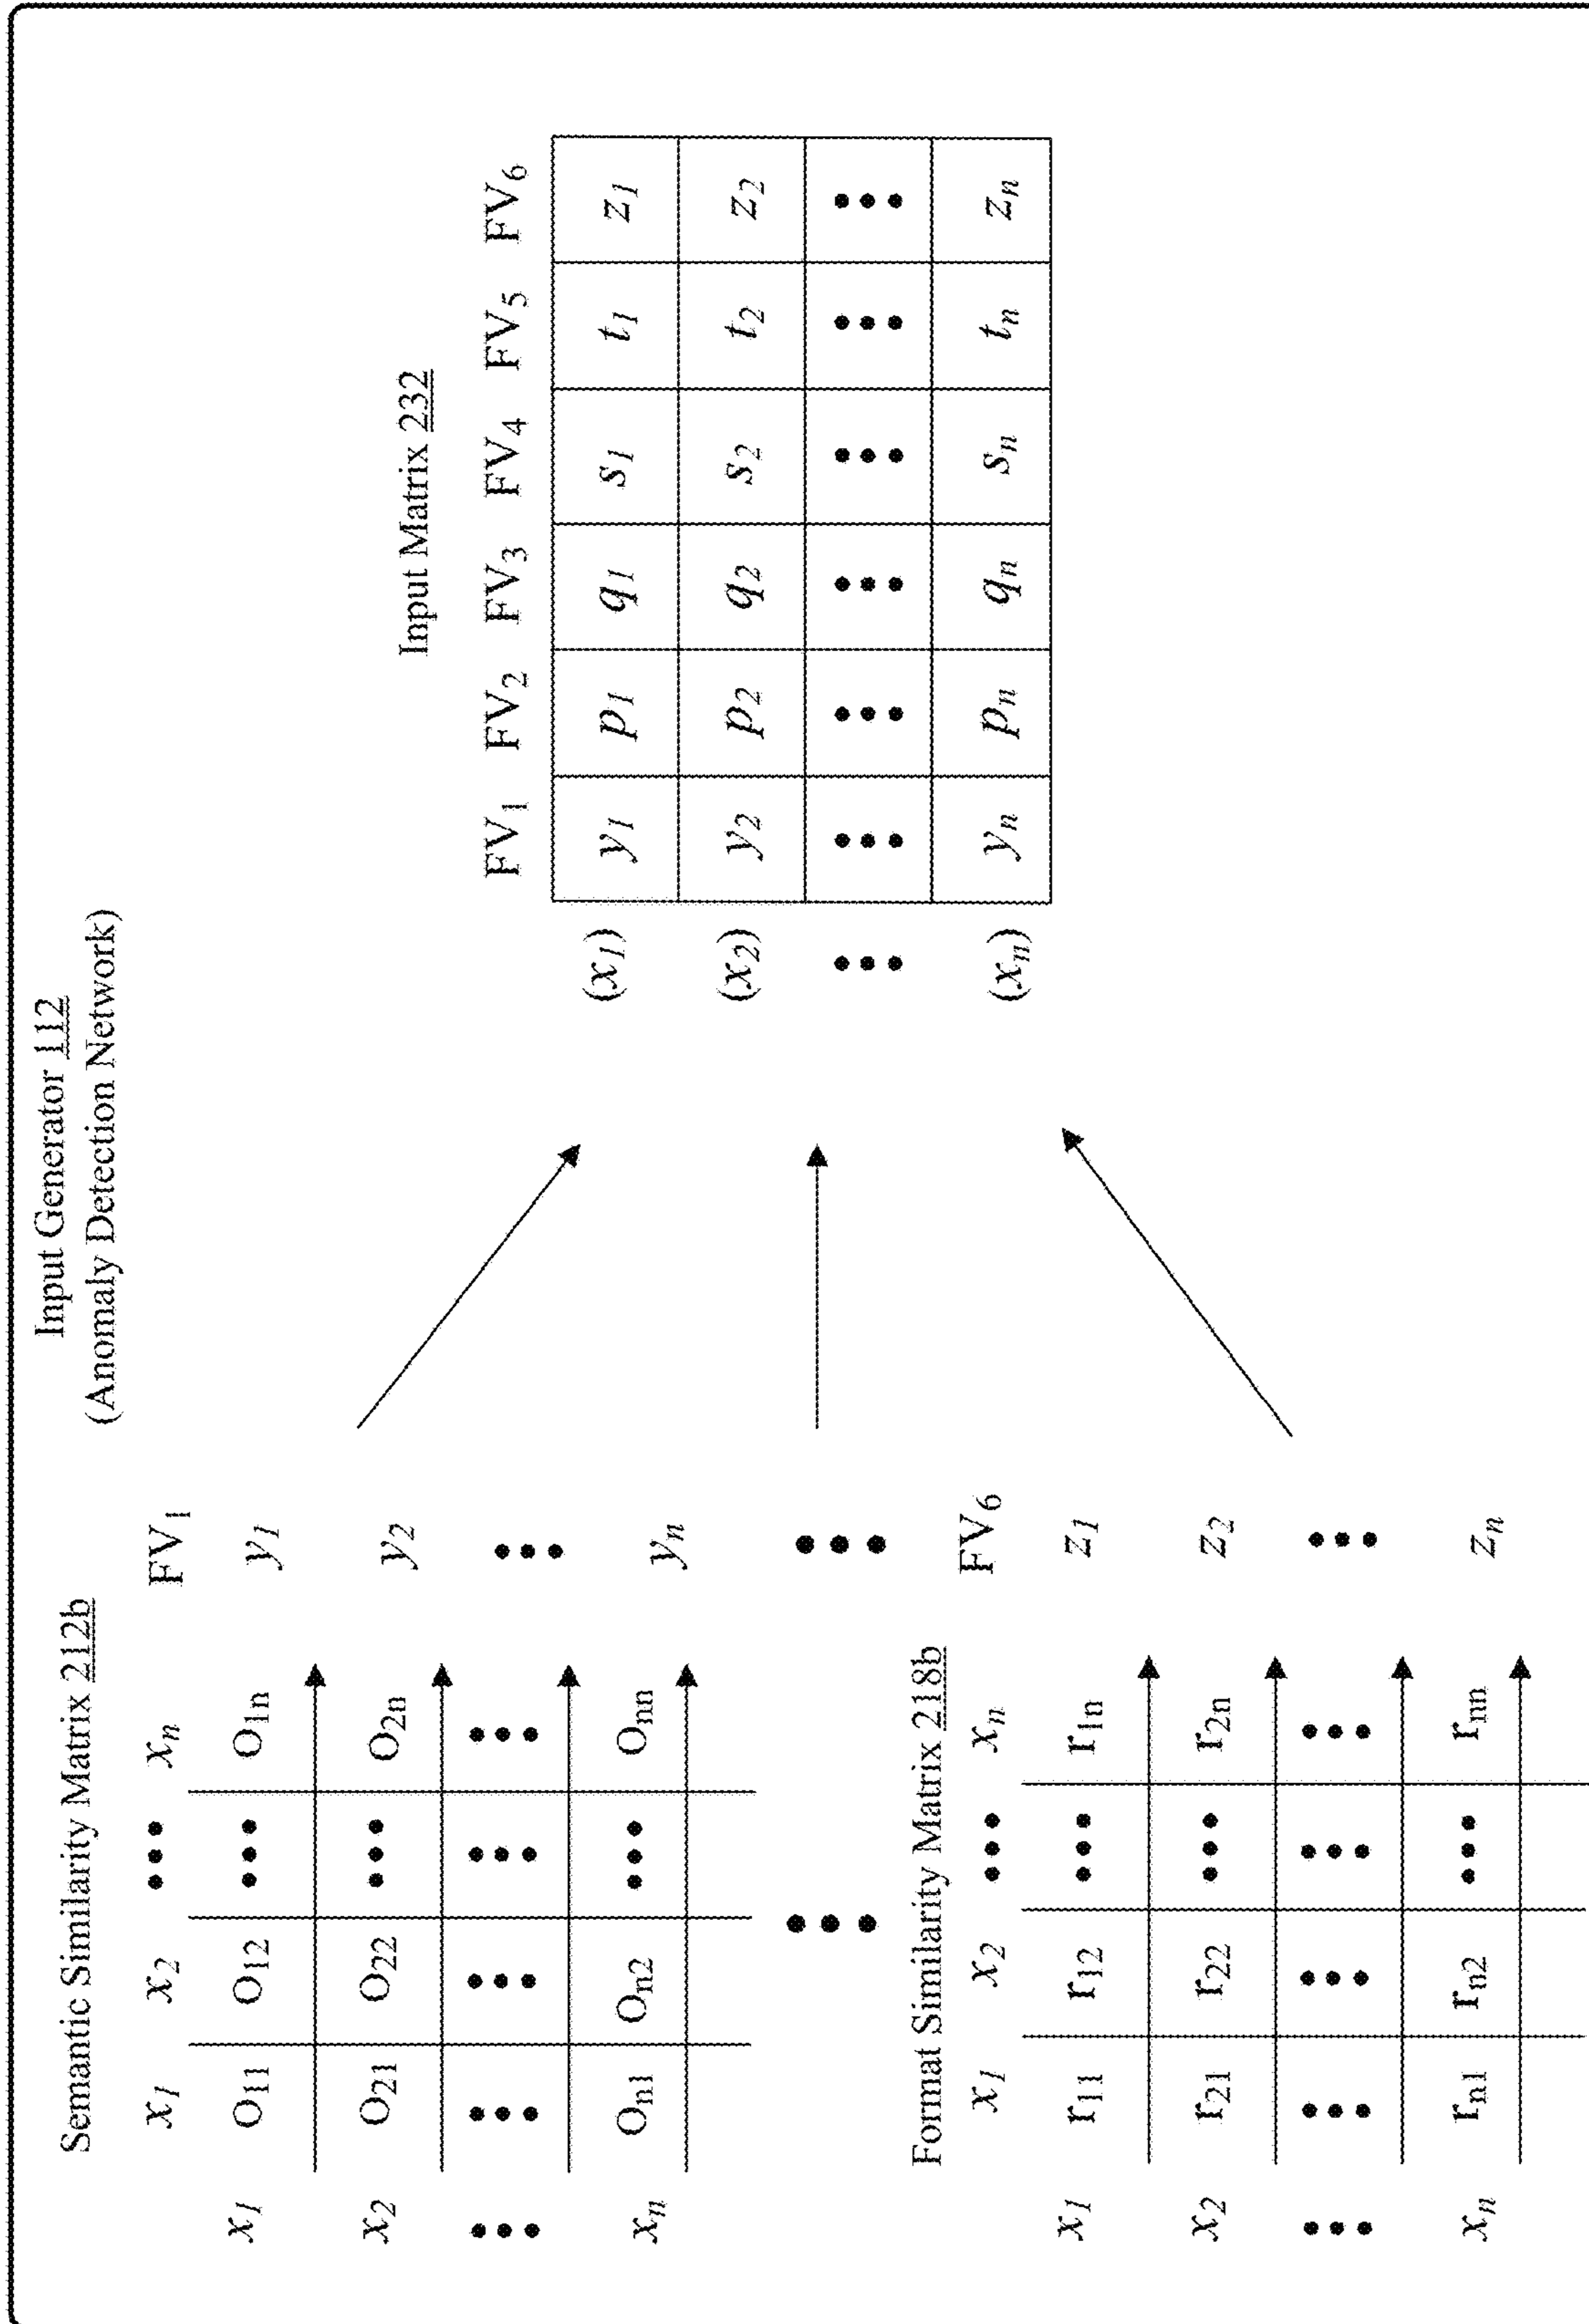 Input Generator 112
(Anomaly Detection Network)
Semantic Similarity Matrix 212b
x1 x2 ••• xn FV1
x1 O11 O12 ••• O1n y1
x2 O21 O22 ••• O2n y2
••• ••• ••• ••• ••• •••
xn On1 On2 ••• Onn yn
••• •••
Format Similarity Matrix 218b
x1 x2 ••• xn FV6
x1 r11 r12 ••• r1n z1
x2 r21 r22 ••• r2n z2
••• ••• ••• ••• ••• •••
xn rn1 rn2 ••• rnn zn
Input Matrix 232
FV1 FV2 FV3 FV4 FV5 FV6
(x1) y1 p1 q1 s1 t1 z1
(x2) y2 p2 q2 s2 t2 z2
••• ••• ••• ••• ••• ••• •••
(xn) yn pn qn sn tn zn